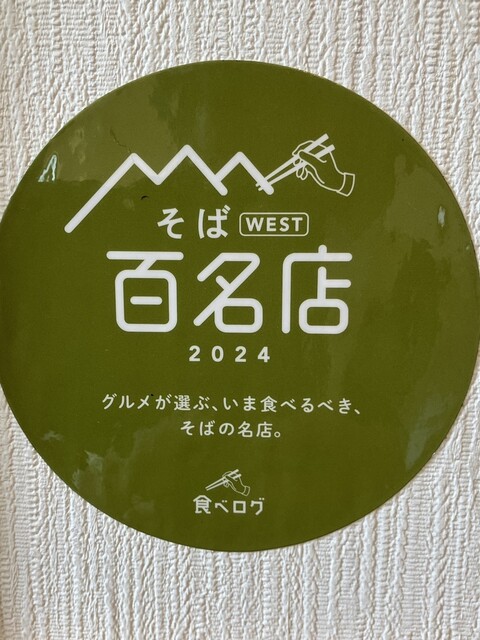 そば WEST
百名店
2024
グルメが選ぶ、いま食べるべき、
そばの名店。
食べログ